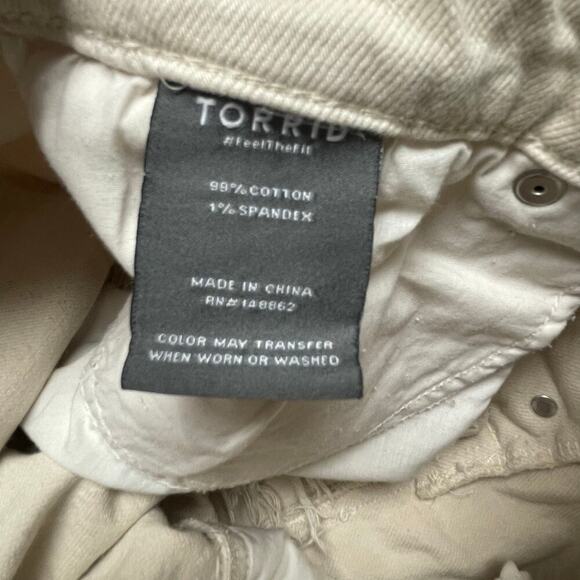 TORRID
#FeelTheFit
99% COTTON
1% SPANDEX
MADE IN CHINA
RN# 148862
COLOR MAY TRANSFER
WHEN WORN OR WASHED